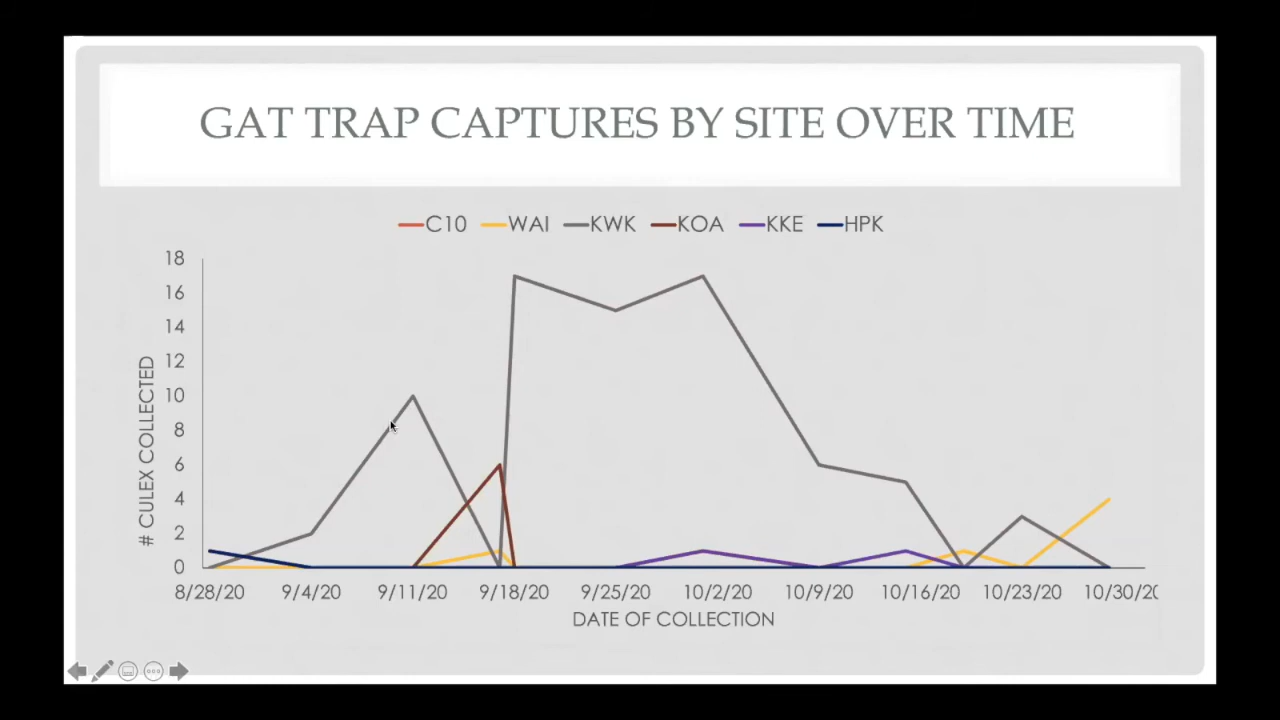 GAT TRAP CAPTURES BY SITE OVER TIME
C10 WAI KWK KOA KKE HPK
18
16
14
12
10
8
6
4
2
0
# CULEX COLLECTED
8/28/20 9/4/20 9/11/20 9/18/20 9/25/20 10/2/20 10/9/20 10/16/20 10/23/20 10/30/20
DATE OF COLLECTION